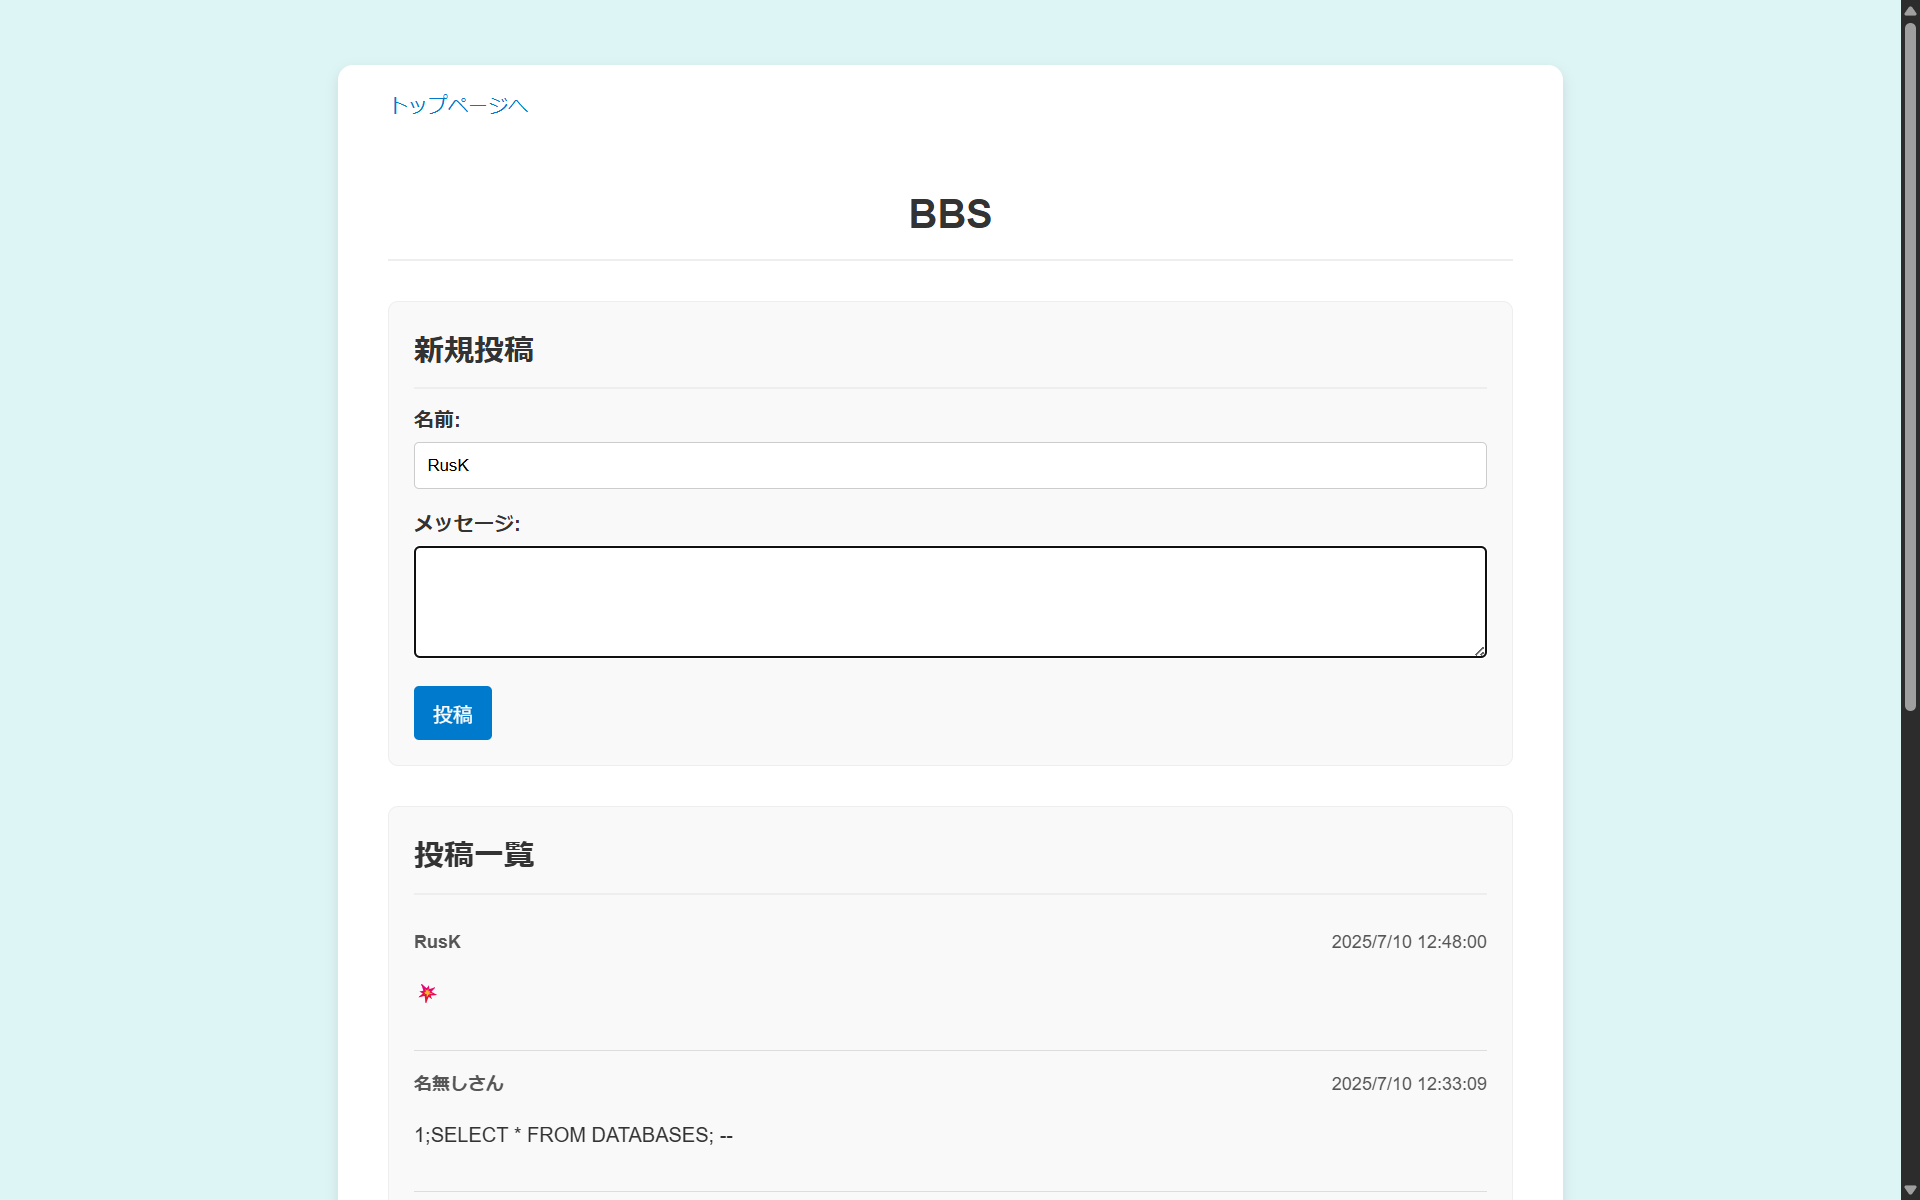 トップページへ
BBS
新規投稿
名前:
RusK
メッセージ:
投稿
投稿一覧
RusK 2025/7/10 12:48:00
💥
名無しさん 2025/7/10 12:33:09
1;SELECT * FROM DATABASES; --